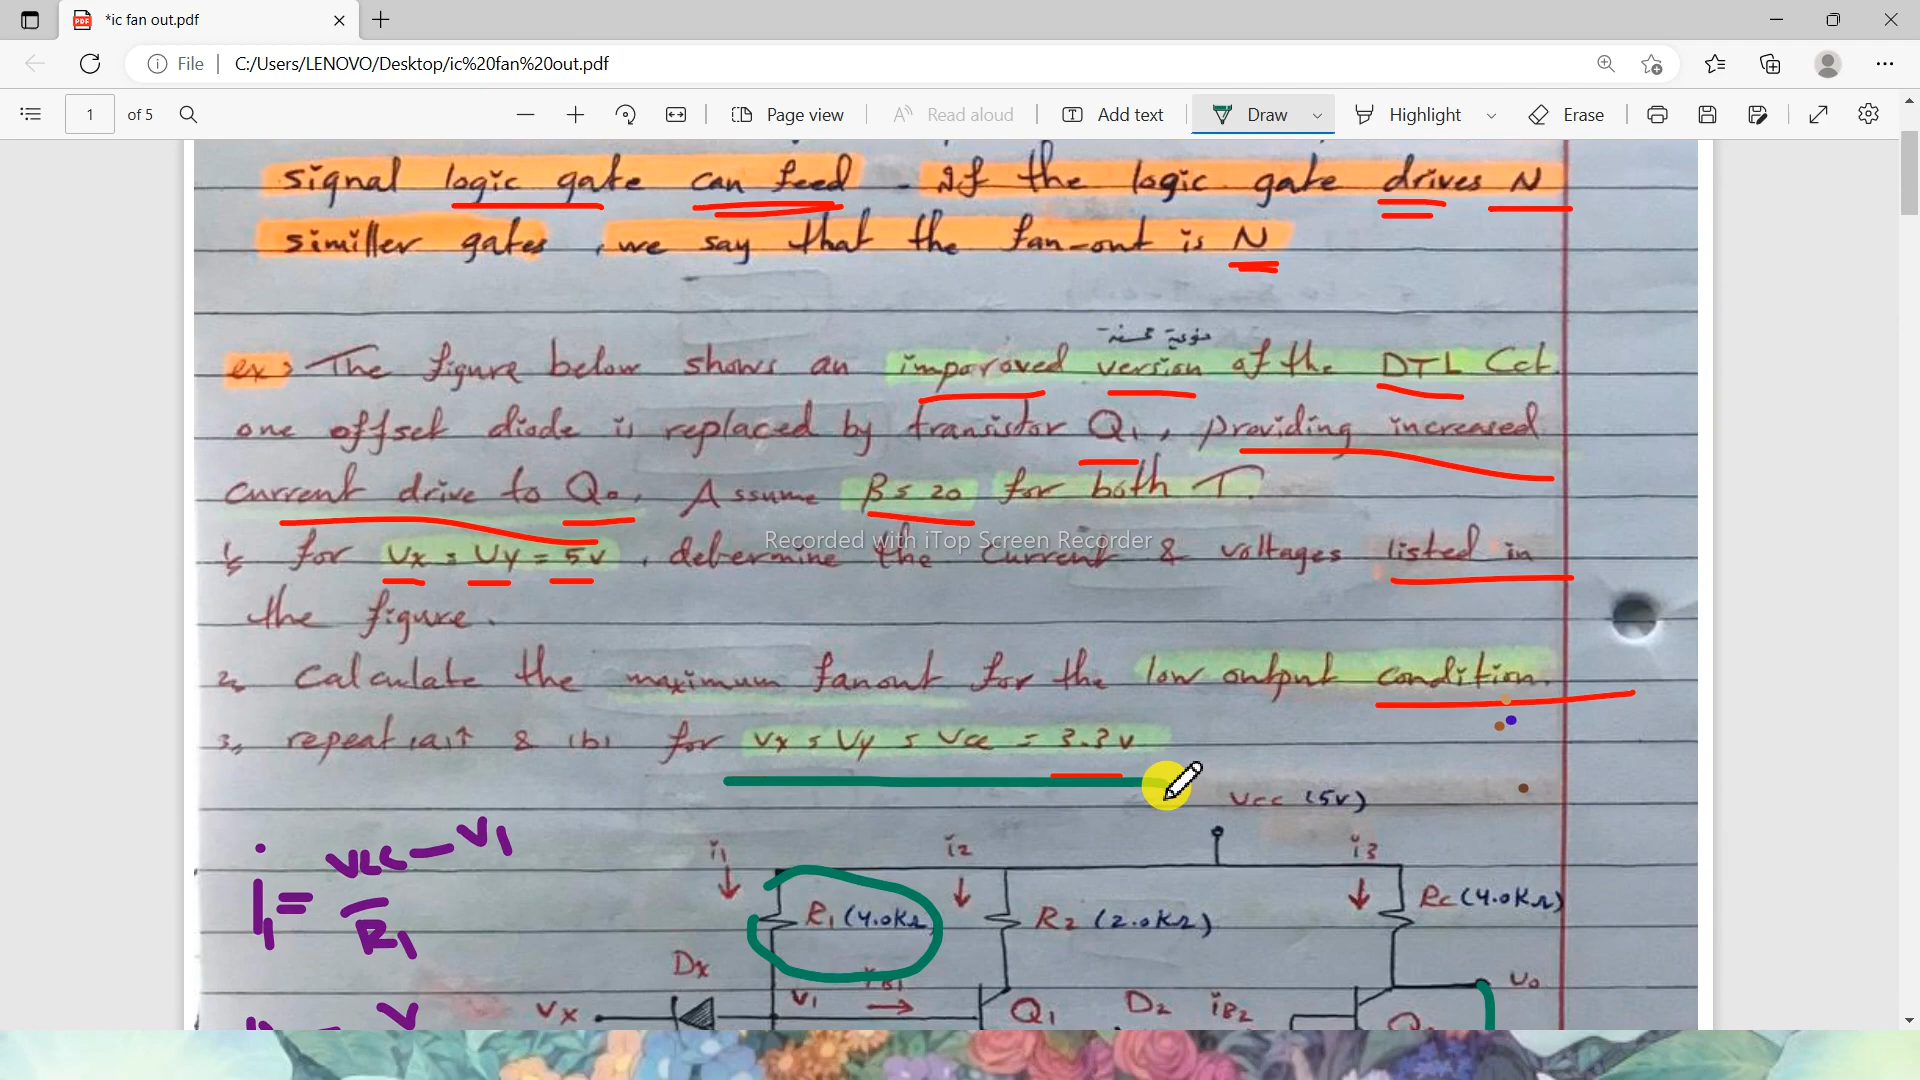 *ic fan out.pdf
File C:/Users/LENOVO/Desktop/ic%20fan%20out.pdf
1 of 5 Page view Read aloud Add text Draw Highlight Erase
signal logic gate can feed. If the logic gate drives N
similler gates, we say that the fan-out is N
ex: The figure below shows an imporoved version of the DTL Cct.
one offset diode is replaced by transistor Q1, providing increased
current drive to Qo. Assume β = 20 for both T.
Recorded with iTop Screen Recorder
1, for Vx = Vy = 5v, determine the current & voltages listed in
the figure.
2, Calculate the maximum fanout for the low output condition.
3, repeat (a) & (b) for Vx = Vy = Vcc = 3.3v
Vcc (5v)
i1 = Vcc - V1
R1
i1 i2 i3
R1 (4.0KΩ) R2 (2.0KΩ) Rc (4.0KΩ)
Dx
Vx V1 iB1 Q1 D2 iB2 Vo